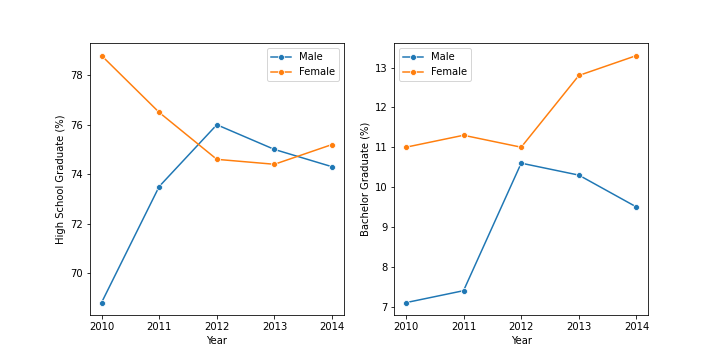 High School Graduate (%)
78
76
74
72
70
Male
Female
2010
2011
2012
2013
2014
Year
Bachelor Graduate (%)
13
12
11
10
9
8
7
Male
Female
2010
2011
2012
2013
2014
Year